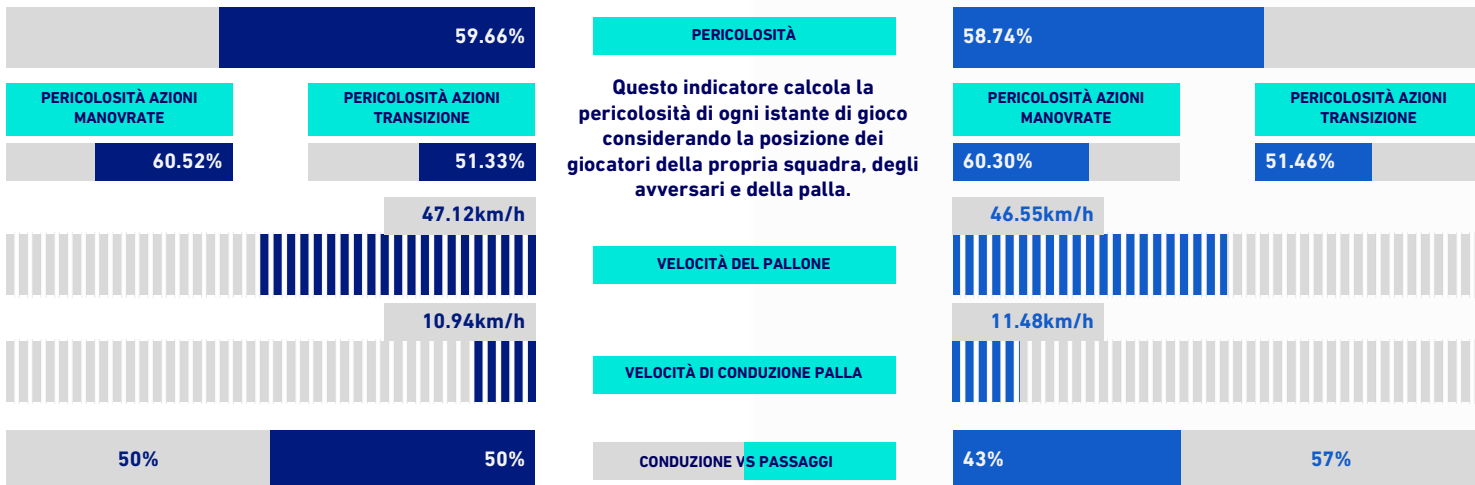 59.66%
PERICOLOSITÀ
58.74%
PERICOLOSITÀ AZIONI
MANOVRATE
PERICOLOSITÀ AZIONI
TRANSIZIONE
Questo indicatore calcola la
pericolosità di ogni istante di gioco
considerando la posizione dei
giocatori della propria squadra, degli
avversari e della palla.
PERICOLOSITÀ AZIONI
MANOVRATE
PERICOLOSITÀ AZIONI
TRANSIZIONE
60.52%
51.33%
60.30%
51.46%
47.12km/h
46.55km/h
VELOCITÀ DEL PALLONE
10.94km/h
11.48km/h
VELOCITÀ DI CONDUZIONE PALLA
50%
50%
CONDUZIONE VS PASSAGGI
43%
57%